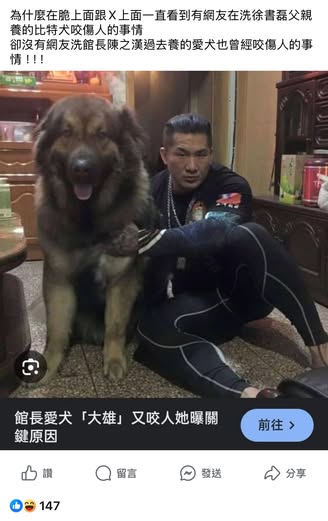 為什麼在脆上面跟X上面一直看到有網友在洗徐書磊父親
養的比特犬咬傷人的事情
卻沒有網友洗館長陳之漢過去養的愛犬也曾經咬傷人的事
情!!!
館長愛犬「大雄」又咬人她曝關
鍵原因
前往 >
讚
留言
發送
分享
147